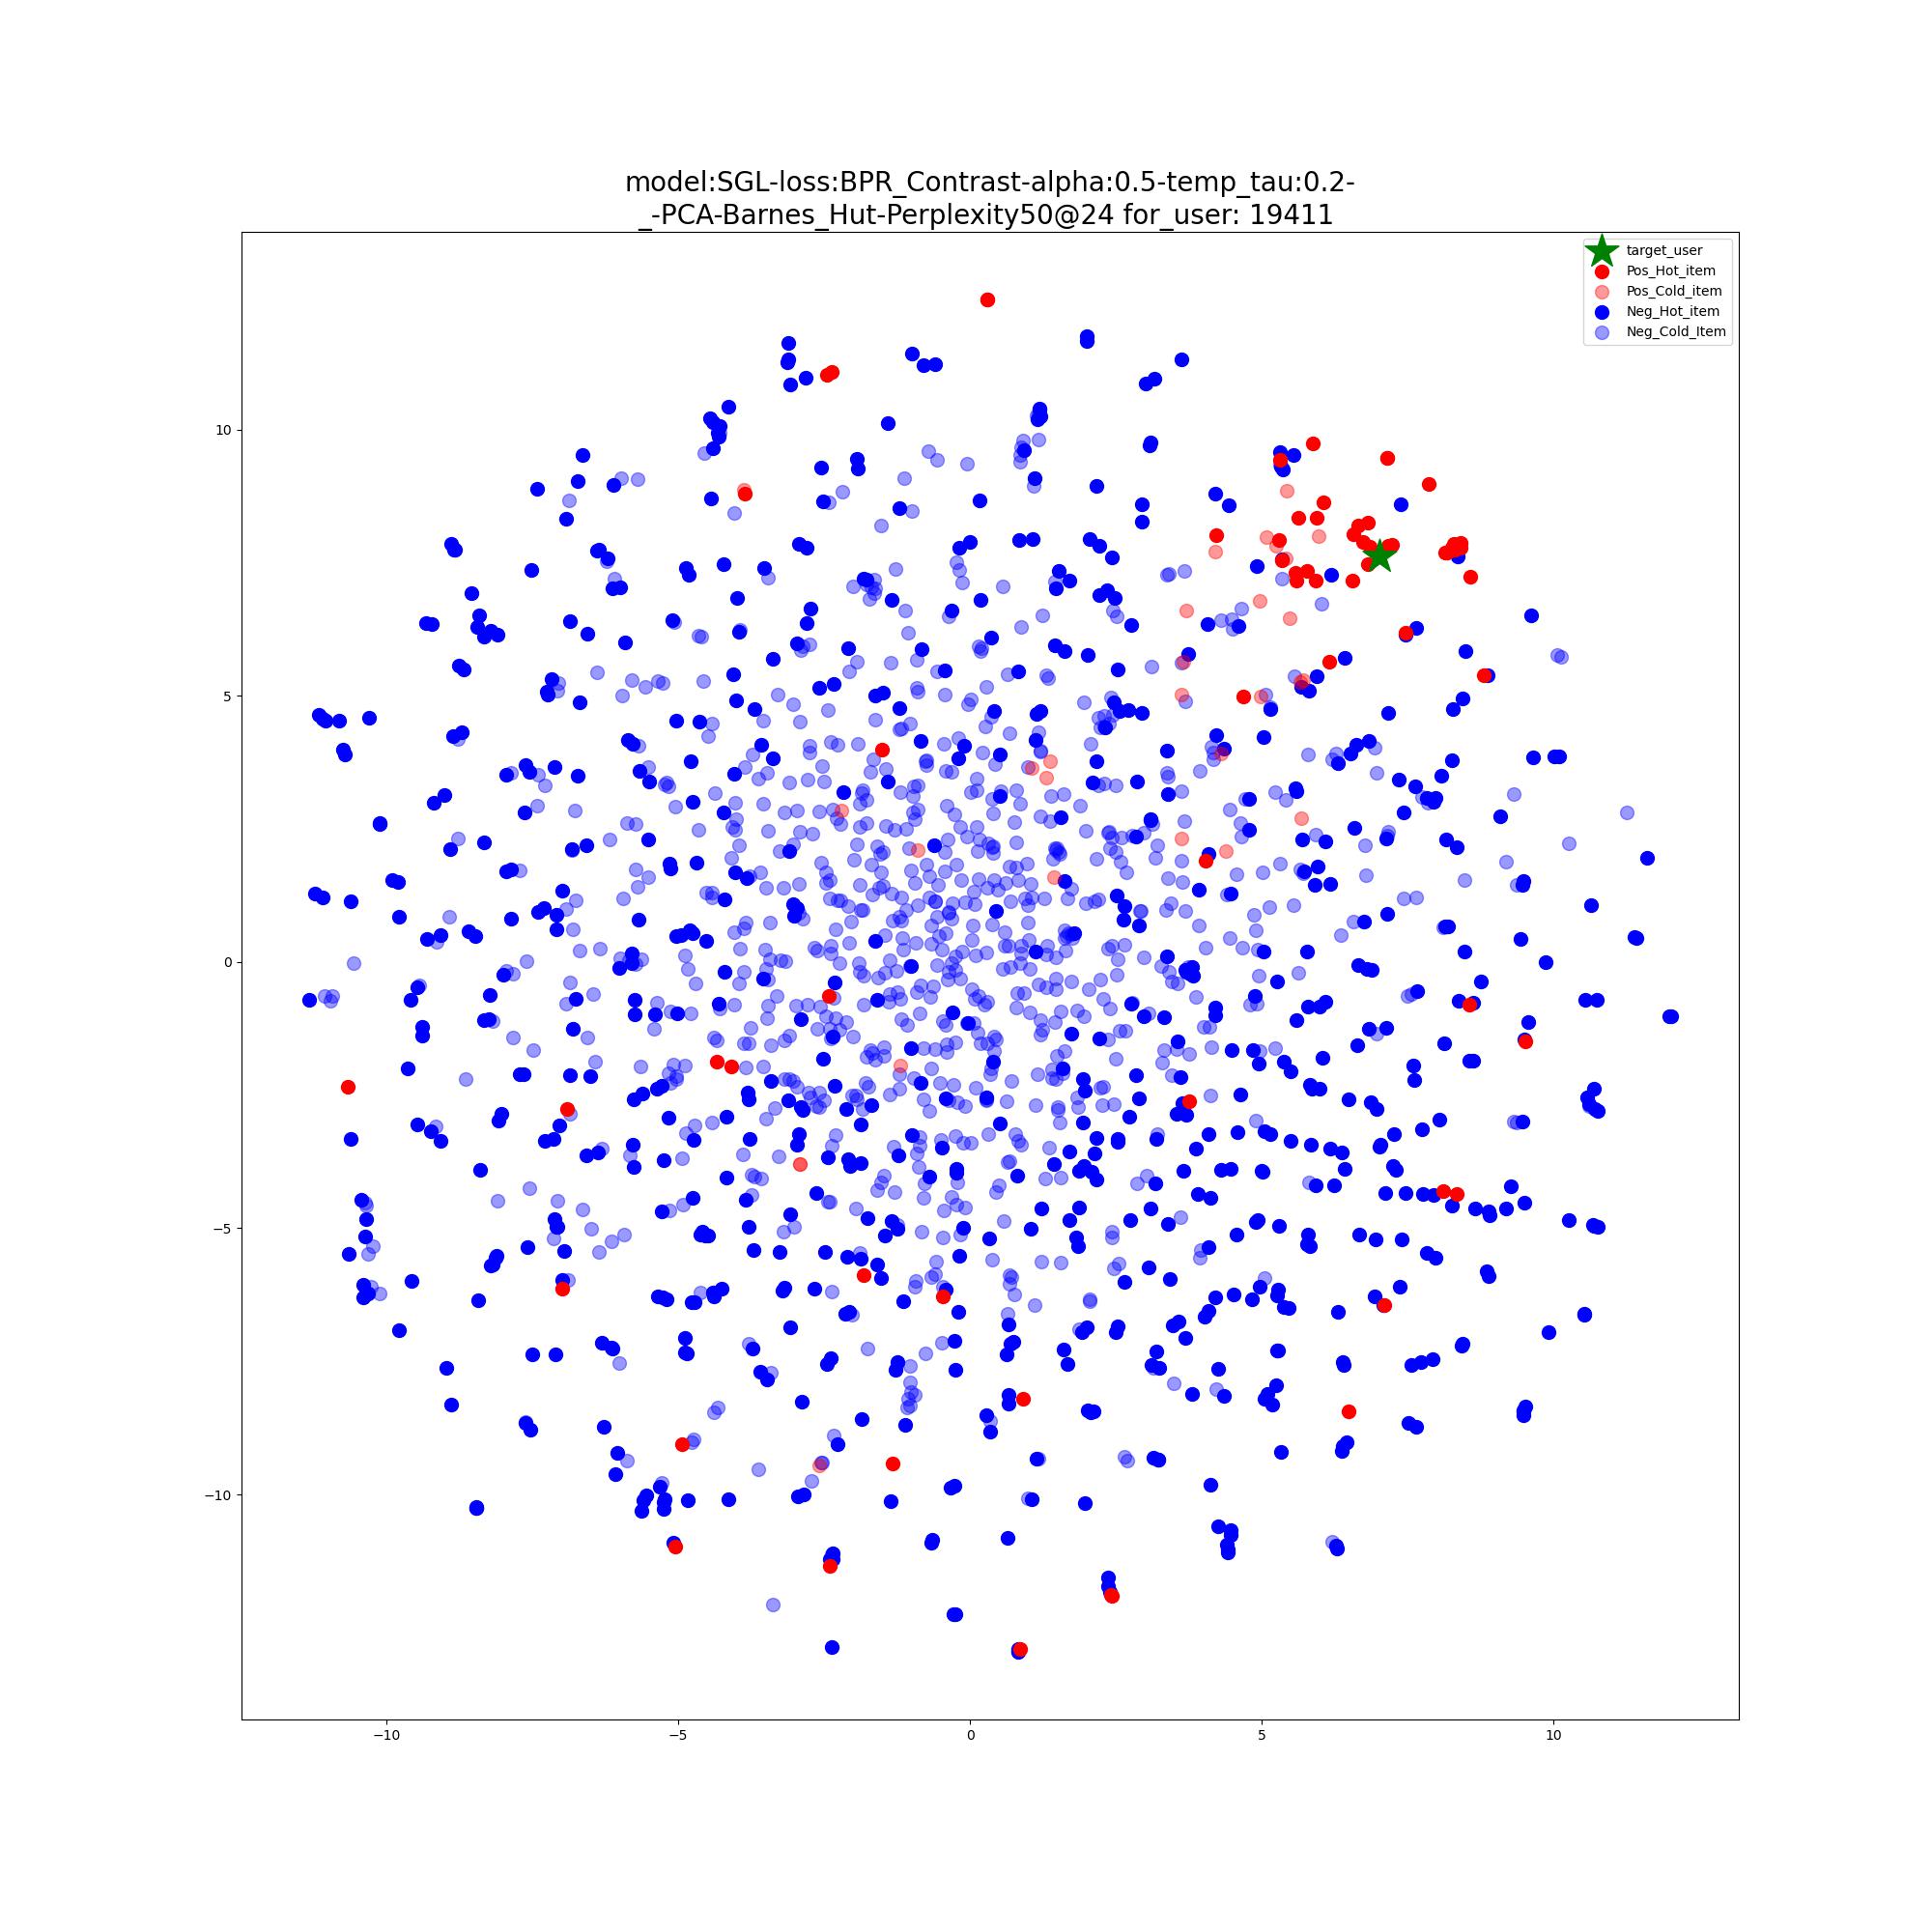 model:SGL-loss:BPR_Contrast-alpha:0.5-temp_tau:0.2-
_-PCA-Barnes_Hut-Perplexity50@24 for_user: 19411
target_user
Pos_Hot_item
Pos_Cold_item
Neg_Hot_item
Neg_Cold_Item
10
5
0
−5
−10
−10
−5
0
5
10